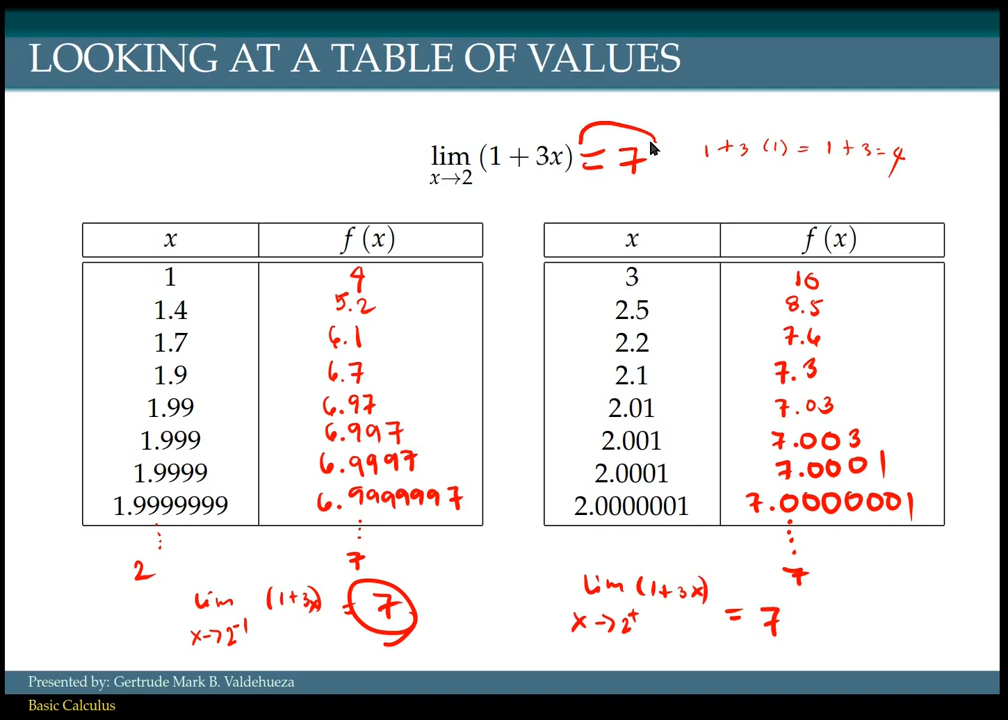 LOOKING AT A TABLE OF VALUES
lim (1 + 3x) = 7
x→2
1 + 3 (1) = 1 + 3 = 4
x f (x)
1 4
1.4 5.2
1.7 6.1
1.9 6.7
1.99 6.97
1.999 6.997
1.9999 6.9997
1.9999999 6.9999997
⋮ ⋮
2 7
lim (1+3x) = 7
x→2⁻¹
x f (x)
3 10
2.5 8.5
2.2 7.6
2.1 7.3
2.01 7.03
2.001 7.003
2.0001 7.0001
2.0000001 7.0000001
⋮
7
lim (1+3x) = 7
x→2⁺
Presented by: Gertrude Mark B. Valdehueza
Basic Calculus